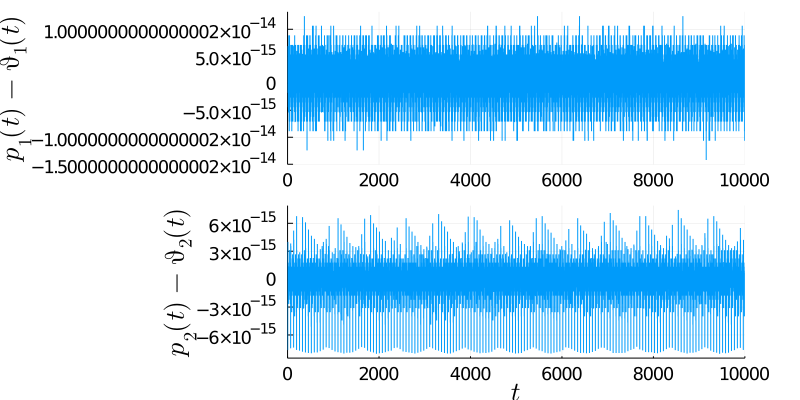 p₁(t) − ϑ₁(t)
1.0000000000000002×10⁻¹⁴
5.0×10⁻¹⁵
0
−5.0×10⁻¹⁵
−1.0000000000000002×10⁻¹⁴
−1.5000000000000002×10⁻¹⁴
0 2000 4000 6000 8000 10000
p₂(t) − ϑ₂(t)
6×10⁻¹⁵
3×10⁻¹⁵
0
−3×10⁻¹⁵
−6×10⁻¹⁵
0 2000 4000 6000 8000 10000
t